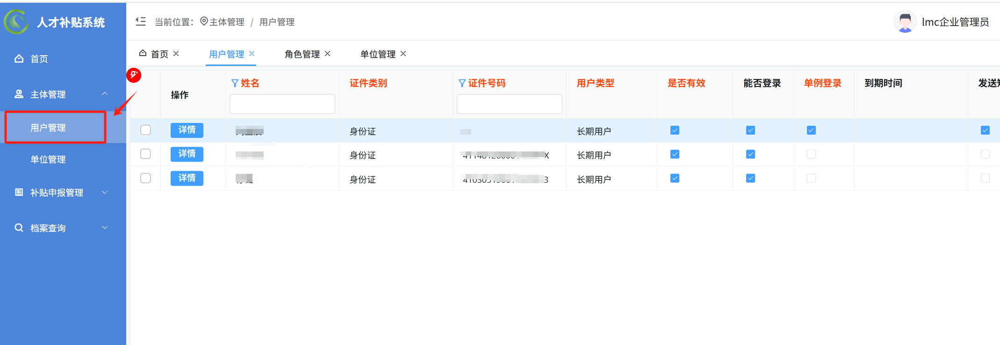 人才补贴系统
当前位置： 主体管理 / 用户管理
lmc企业管理员
首页
主体管理
用户管理
单位管理
补贴申报管理
档案查询
首页 用户管理 角色管理 单位管理
操作 姓名 证件类别 证件号码 用户类型 是否有效 能否登录 单例登录 到期时间 发送
详情 身份证 长期用户
详情 身份证 X 长期用户
详情 身份证 3 长期用户